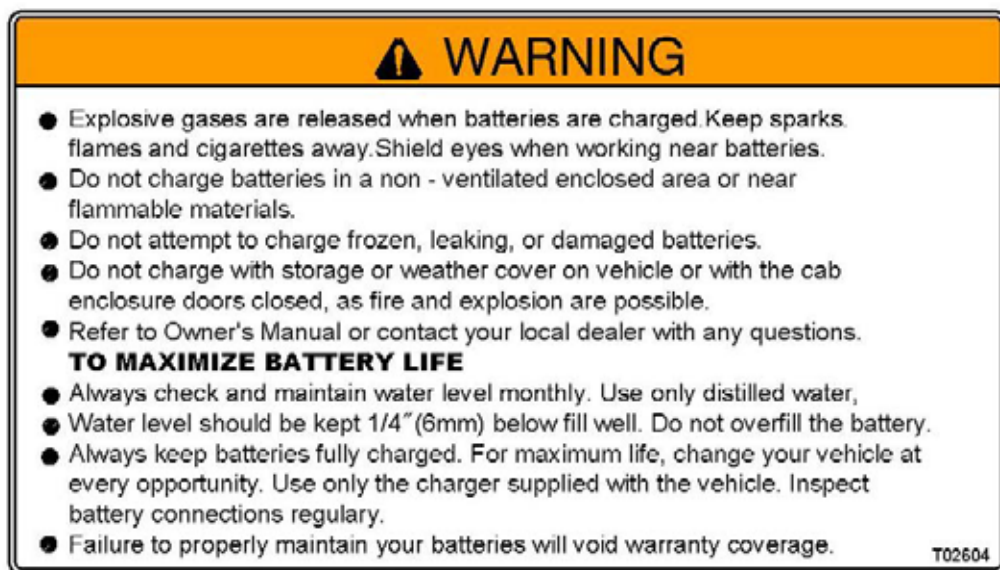 WARNING
Explosive gases are released when batteries are charged.Keep sparks.
flames and cigarettes away.Shield eyes when working near batteries.
Do not charge batteries in a non - ventilated enclosed area or near
flammable materials.
Do not attempt to charge frozen, leaking, or damaged batteries.
Do not charge with storage or weather cover on vehicle or with the cab
enclosure doors closed, as fire and explosion are possible.
Refer to Owner's Manual or contact your local dealer with any questions.
TO MAXIMIZE BATTERY LIFE
Always check and maintain water level monthly. Use only distilled water,
Water level should be kept 1/4″(6mm) below fill well. Do not overfill the battery.
Always keep batteries fully charged. For maximum life, change your vehicle at
every opportunity. Use only the charger supplied with the vehicle. Inspect
battery connections regulary.
Failure to properly maintain your batteries will void warranty coverage.
T02604